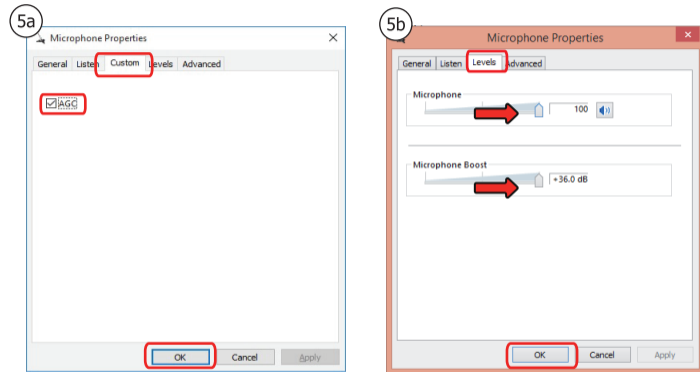 5a
Microphone Properties
General Listen Custom Levels Advanced
AGC
OK Cancel Apply
5b
Microphone Properties
General Listen Levels Advanced
Microphone
100
Microphone Boost
+36.0 dB
OK Cancel Apply